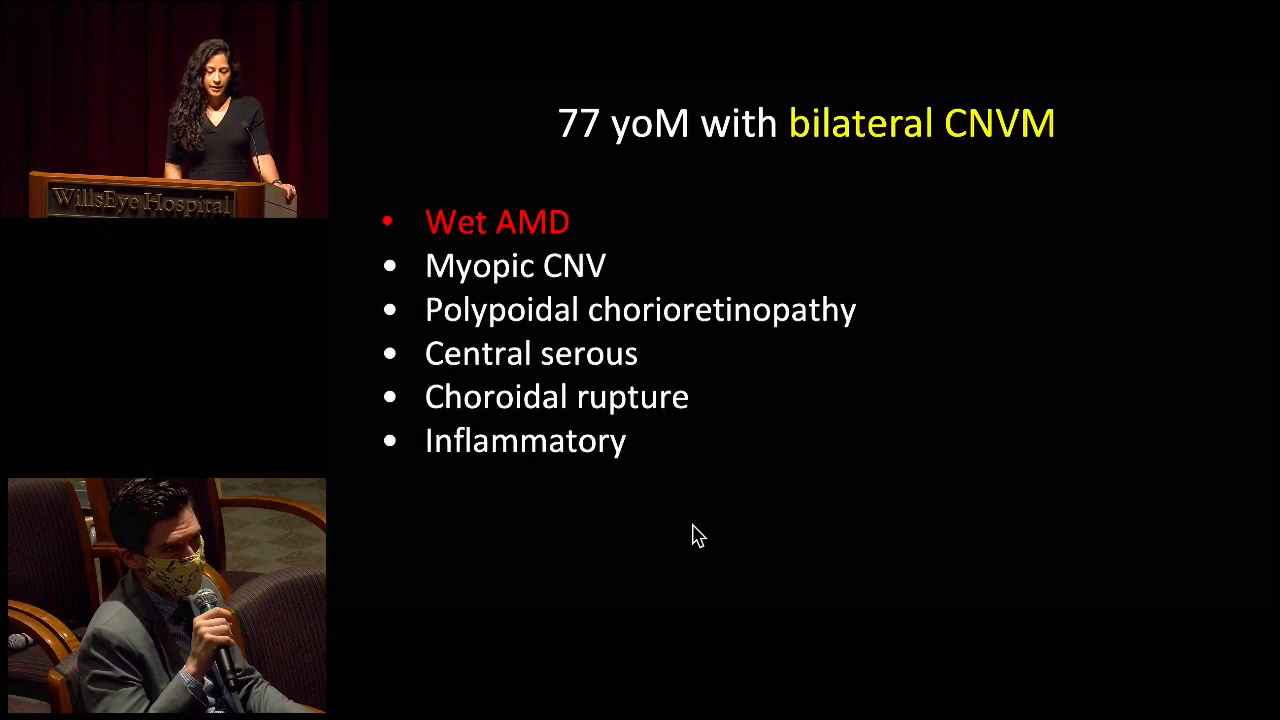 77 yoM with bilateral CNVM
• Wet AMD
• Myopic CNV
• Polypoidal chorioretinopathy
• Central serous
• Choroidal rupture
• Inflammatory
WillsEye Hospital